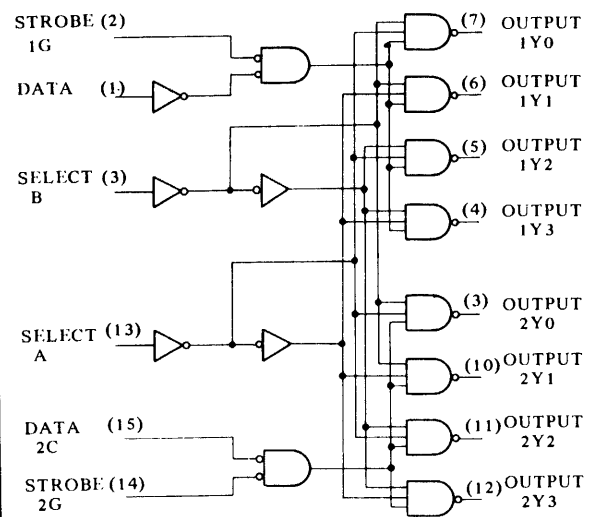 STROBE (2)
1G
DATA (1)
SELECT (3)
B
SELECT (13)
A
DATA (15)
2C
STROBE (14)
2G
(7) OUTPUT
1Y0
(6) OUTPUT
1Y1
(5) OUTPUT
1Y2
(4) OUTPUT
1Y3
(3) OUTPUT
2Y0
(10) OUTPUT
2Y1
(11) OUTPUT
2Y2
(12) OUTPUT
2Y3